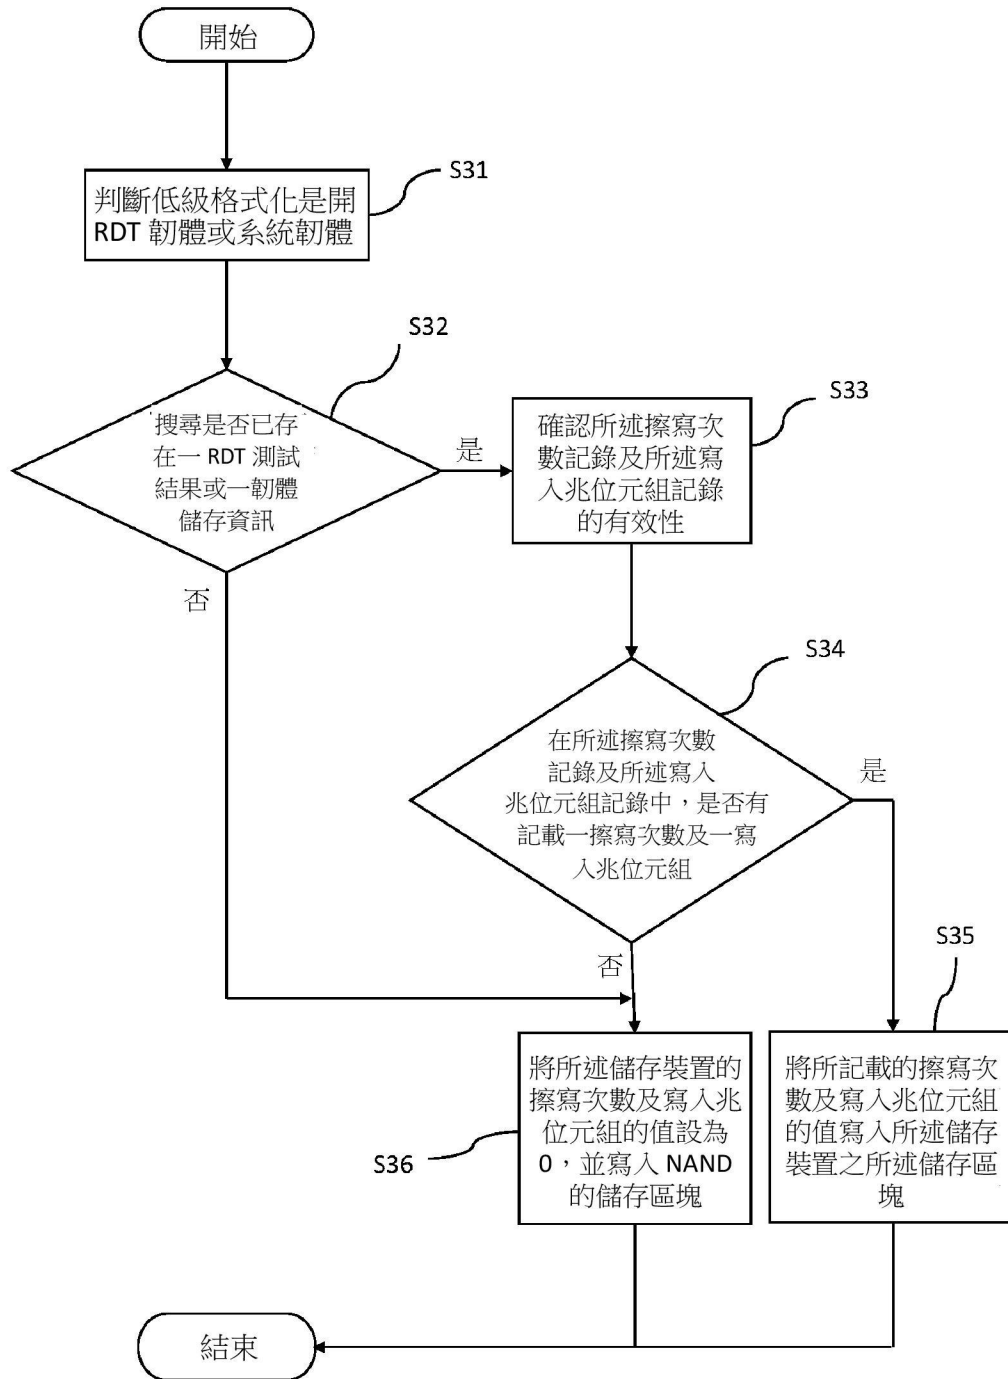 開始
S31
判斷低級格式化是開
RDT 韌體或系統韌體
S32
搜尋是否已存
在一 RDT 測試
結果或一韌體
儲存資訊
是
否
S33
確認所述擦寫次
數記錄及所述寫
入兆位元組記錄
的有效性
S34
在所述擦寫次數
記錄及所述寫入
兆位元組記錄中，是否有
記載一擦寫次數及一寫
入兆位元組
是
否
S35
將所記載的擦寫次
數及寫入兆位元組
的值寫入所述儲存
裝置之所述儲存區
塊
S36
將所述儲存裝置的
擦寫次數及寫入兆
位元組的值設為
0，並寫入 NAND
的儲存區塊
結束